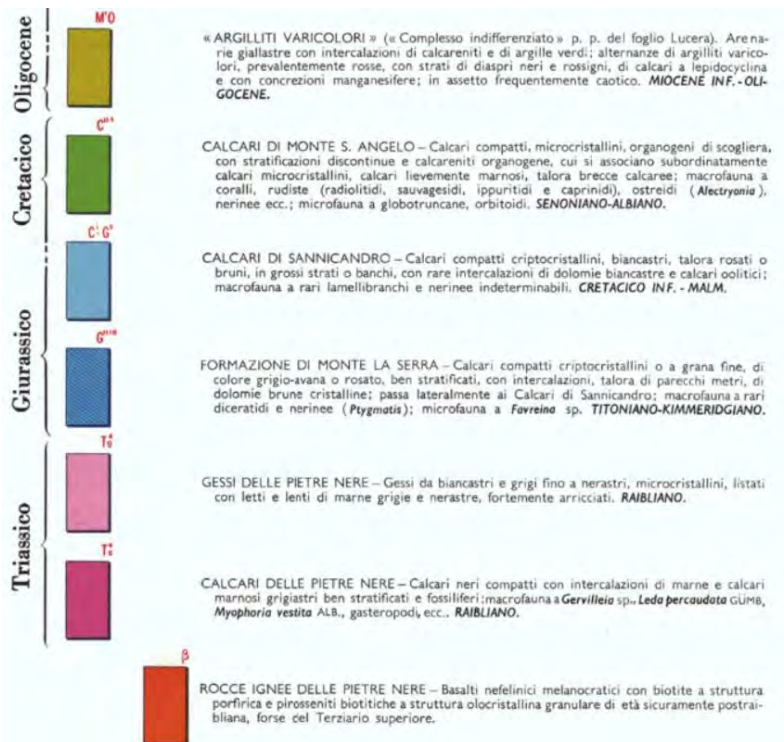 M¹O
« ARGILLITI VARICOLORI » (« Complesso indifferenziato » p. p. del foglio Lucera). Arena-
rie giallastre con intercalazioni di calcareniti e di argille verdi; alternanze di argilliti varico-
lori, prevalentemente rosse, con strati di diaspri neri e rossigni, di calcari a lepidocyclina
e con concrezioni manganesifere; in assetto frequentemente caotico. MIOCENE INF. - OLI-
GOCENE.
Oligocene
CALCARI DI MONTE S. ANGELO – Calcari compatti, microcristallini, organogeni di scogliera,
con stratificazioni discontinue e calcareniti organogene, cui si associano subordinatamente
calcari microcristallini, calcari lievemente marnosi, talora brecce calcaree; macrofauna a
coralli, rudiste (radiolitidi, sauvagesidi, ippuritidi e caprinidi), ostreidi (Alectryonia),
nerinee ecc.; microfauna a globotruncane, orbitoidi. SENONIANO-ALBIANO.
Cretacico
CALCARI DI SANNICANDRO – Calcari compatti criptocristallini, biancastri, talora rosati o
bruni, in grossi strati o banchi, con rare intercalazioni di dolomie biancastre e calcari oolitici;
macrofauna a rari lamellibranchi e nerinee indeterminabili. CRETACICO INF. - MALM.
Giurassico
FORMAZIONE DI MONTE LA SERRA – Calcari compatti criptocristallini o a grana fine, di
colore grigio-avana o rosato, ben stratificati, con intercalazioni, talora di parecchi metri, di
dolomie brune cristalline; passa lateralmente ai Calcari di Sannicandro; macrofauna a rari
diceratidi e nerinee (Ptygmatis); microfauna a Favreina sp. TITONIANO-KIMMERIDGIANO.
GESSI DELLE PIETRE NERE – Gessi da biancastri e grigi fino a nerastri, microcristallini, listati
con letti e lenti di marne grigie e nerastre, fortemente arricciati. RAIBLIANO.
Triassico
CALCARI DELLE PIETRE NERE – Calcari neri compatti con intercalazioni di marne e calcari
marnosi grigiastri ben stratificati e fossiliferi; macrofauna a Gervilleia sp., Leda percaudata GÜMB,
Myophoria vestita ALB., gasteropodi, ecc.. RAIBLIANO.
β
ROCCE IGNEE DELLE PIETRE NERE – Basalti nefelinici melanocratici con biotite a struttura
porfirica e pirosseniti biotitiche a struttura olocristallina granulare di età sicuramente postrai-
bliana, forse del Terziario superiore.